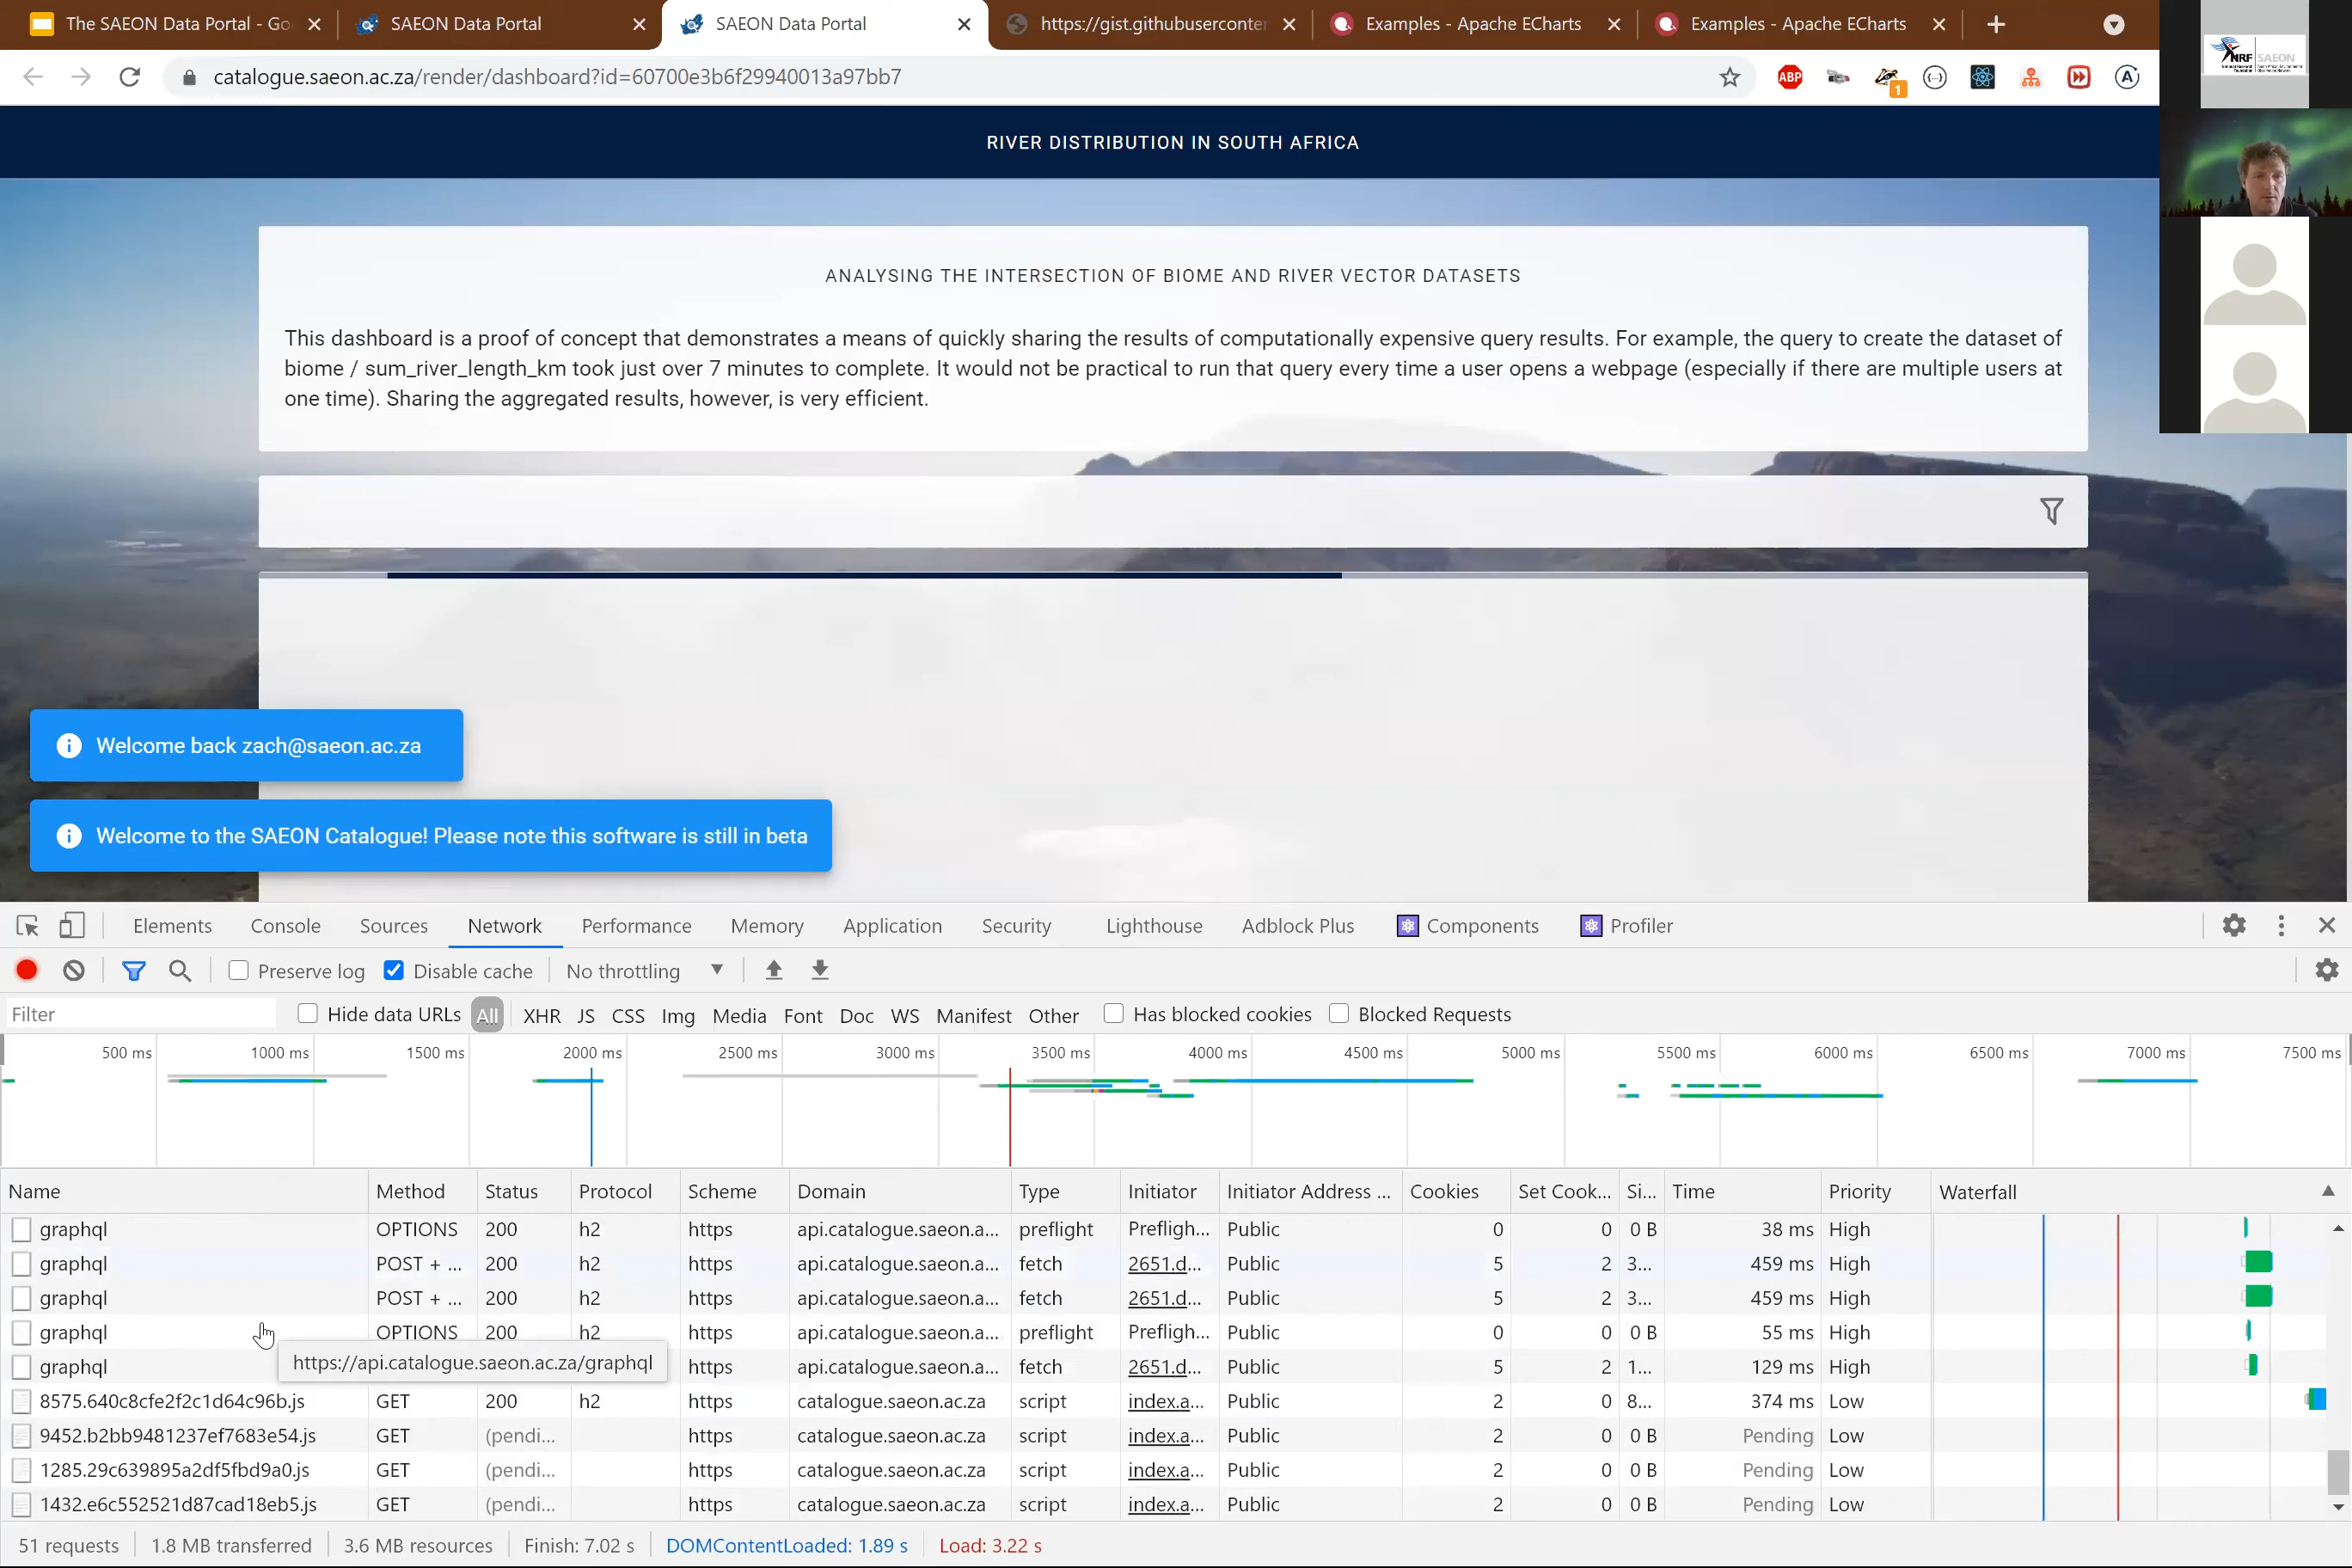 The SAEON Data Portal - Go
SAEON Data Portal
SAEON Data Portal
https://gist.githubuserconte
Examples - Apache ECharts
Examples - Apache ECharts
catalogue.saeon.ac.za/render/dashboard?id=60700e3b6f29940013a97bb7
ABP
1
A
NRF SAEON
RIVER DISTRIBUTION IN SOUTH AFRICA
ANALYSING THE INTERSECTION OF BIOME AND RIVER VECTOR DATASETS
This dashboard is a proof of concept that demonstrates a means of quickly sharing the results of computationally expensive query results. For example, the query to create the dataset of
biome / sum_river_length_km took just over 7 minutes to complete. It would not be practical to run that query every time a user opens a webpage (especially if there are multiple users at
one time). Sharing the aggregated results, however, is very efficient.
Welcome back zach@saeon.ac.za
Welcome to the SAEON Catalogue! Please note this software is still in beta
Elements Console Sources Network Performance Memory Application Security Lighthouse Adblock Plus Components Profiler
Preserve log Disable cache No throttling
Filter Hide data URLs All XHR JS CSS Img Media Font Doc WS Manifest Other Has blocked cookies Blocked Requests
500 ms 1000 ms 1500 ms 2000 ms 2500 ms 3000 ms 3500 ms 4000 ms 4500 ms 5000 ms 5500 ms 6000 ms 6500 ms 7000 ms 7500 ms
Name Method Status Protocol Scheme Domain Type Initiator Initiator Address ... Cookies Set Cook... Si... Time Priority Waterfall
graphql OPTIONS 200 h2 https api.catalogue.saeon.a... preflight Prefligh... Public 0 0 0 B 38 ms High
graphql POST + ... 200 h2 https api.catalogue.saeon.a... fetch 2651.d... Public 5 2 3... 459 ms High
graphql POST + ... 200 h2 https api.catalogue.saeon.a... fetch 2651.d... Public 5 2 3... 459 ms High
graphql OPTIONS 200 h2 https api.catalogue.saeon.a... preflight Prefligh... Public 0 0 0 B 55 ms High
graphql https://api.catalogue.saeon.ac.za/graphql https api.catalogue.saeon.a... fetch 2651.d... Public 5 2 1... 129 ms High
8575.640c8cfe2f2c1d64c96b.js GET 200 h2 https catalogue.saeon.ac.za script index.a... Public 2 0 8... 374 ms Low
9452.b2bb9481237ef7683e54.js GET (pendi... https catalogue.saeon.ac.za script index.a... Public 2 0 0 B Pending Low
1285.29c639895a2df5fbd9a0.js GET (pendi... https catalogue.saeon.ac.za script index.a... Public 2 0 0 B Pending Low
1432.e6c552521d87cad18eb5.js GET (pendi... https catalogue.saeon.ac.za script index.a... Public 2 0 0 B Pending Low
51 requests 1.8 MB transferred 3.6 MB resources Finish: 7.02 s DOMContentLoaded: 1.89 s Load: 3.22 s